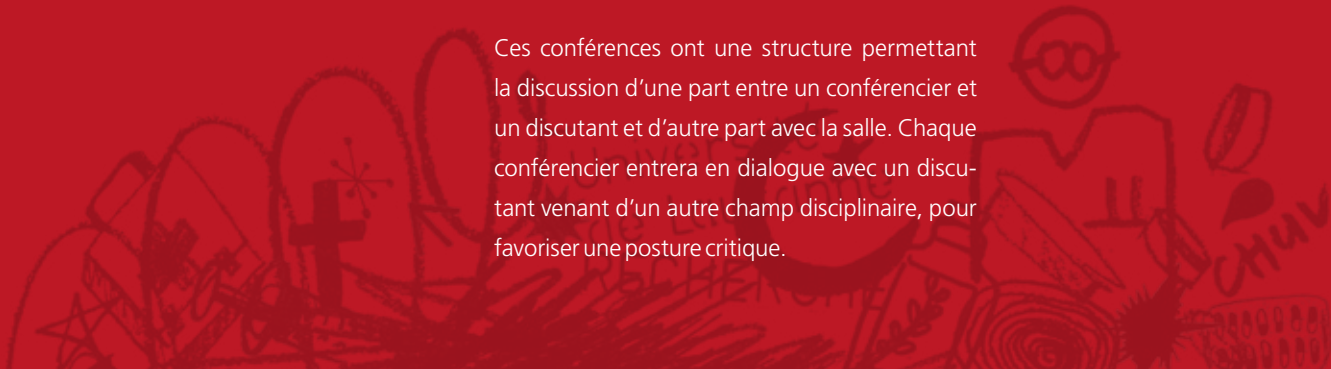 Ces conférences ont une structure permettant
la discussion d’une part entre un conférencier et
un discutant et d’autre part avec la salle. Chaque
conférencier entrera en dialogue avec un discu-
tant venant d’un autre champ disciplinaire, pour
favoriser une posture critique.
CHUV